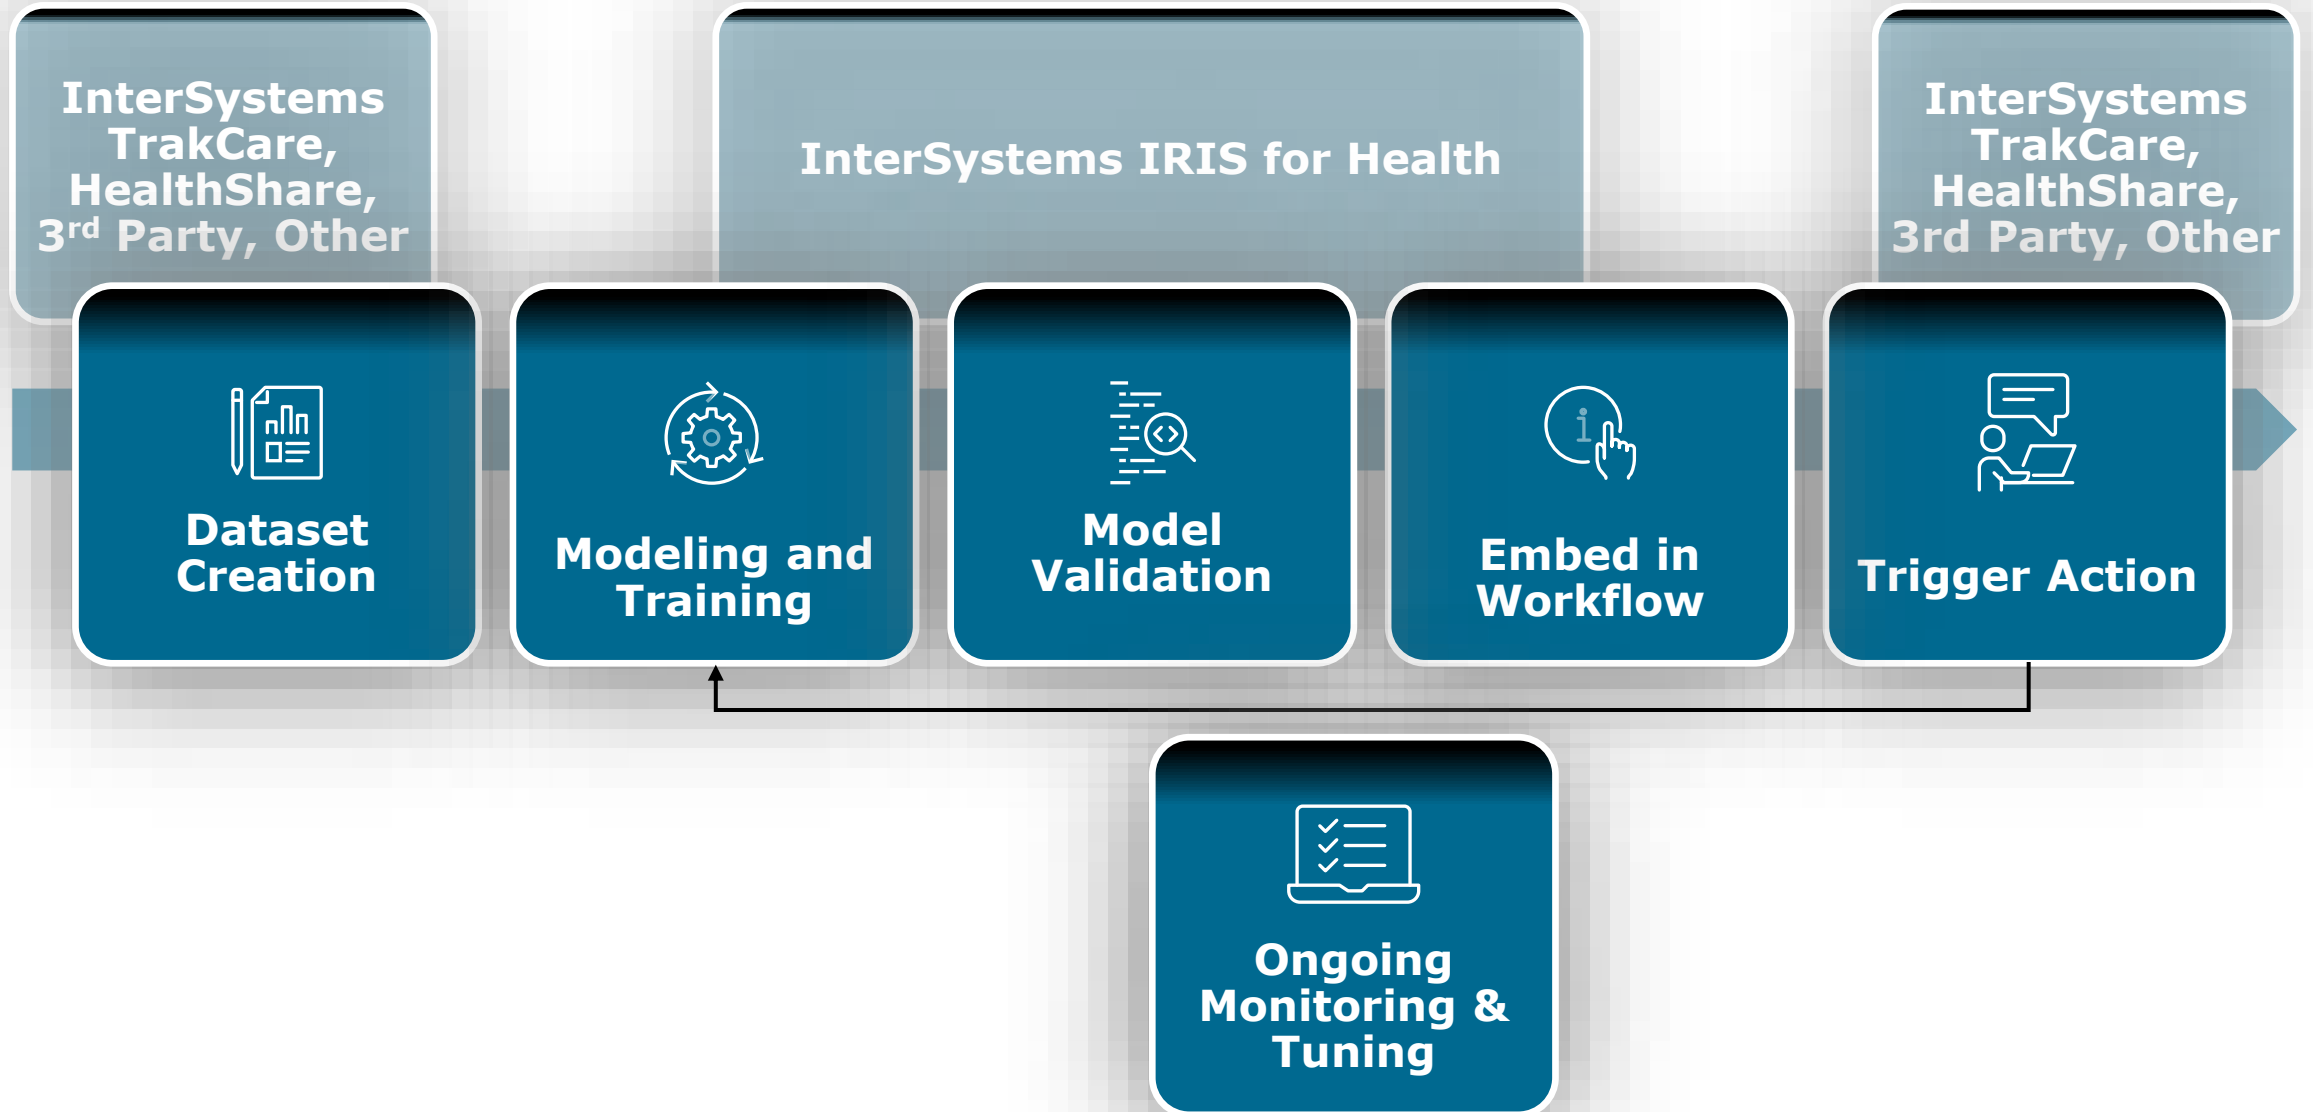 InterSystems
TrakCare,
HealthShare,
3rd Party, Other
InterSystems IRIS for Health
InterSystems
TrakCare,
HealthShare,
3rd Party, Other
Dataset
Creation
Modeling and
Training
Model
Validation
Embed in
Workflow
Trigger Action
Ongoing
Monitoring &
Tuning